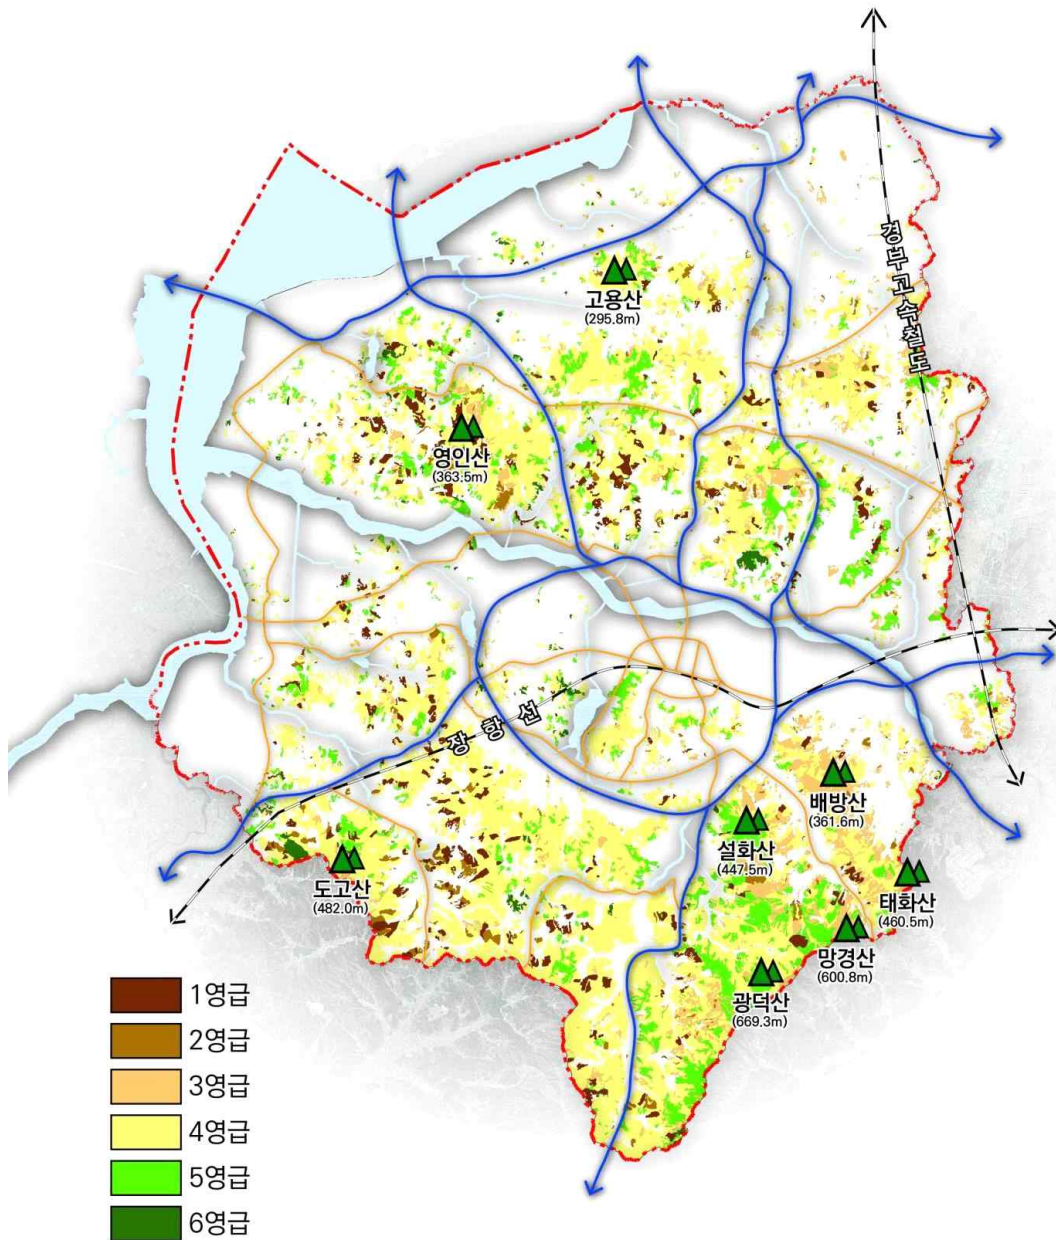 경부고속철도
고용산
(295.8m)
영인산
(363.5m)
장항선
배방산
(361.6m)
설화산
(447.5m)
도고산
(482.0m)
태화산
(460.5m)
망경산
(600.8m)
광덕산
(669.3m)
1영급
2영급
3영급
4영급
5영급
6영급